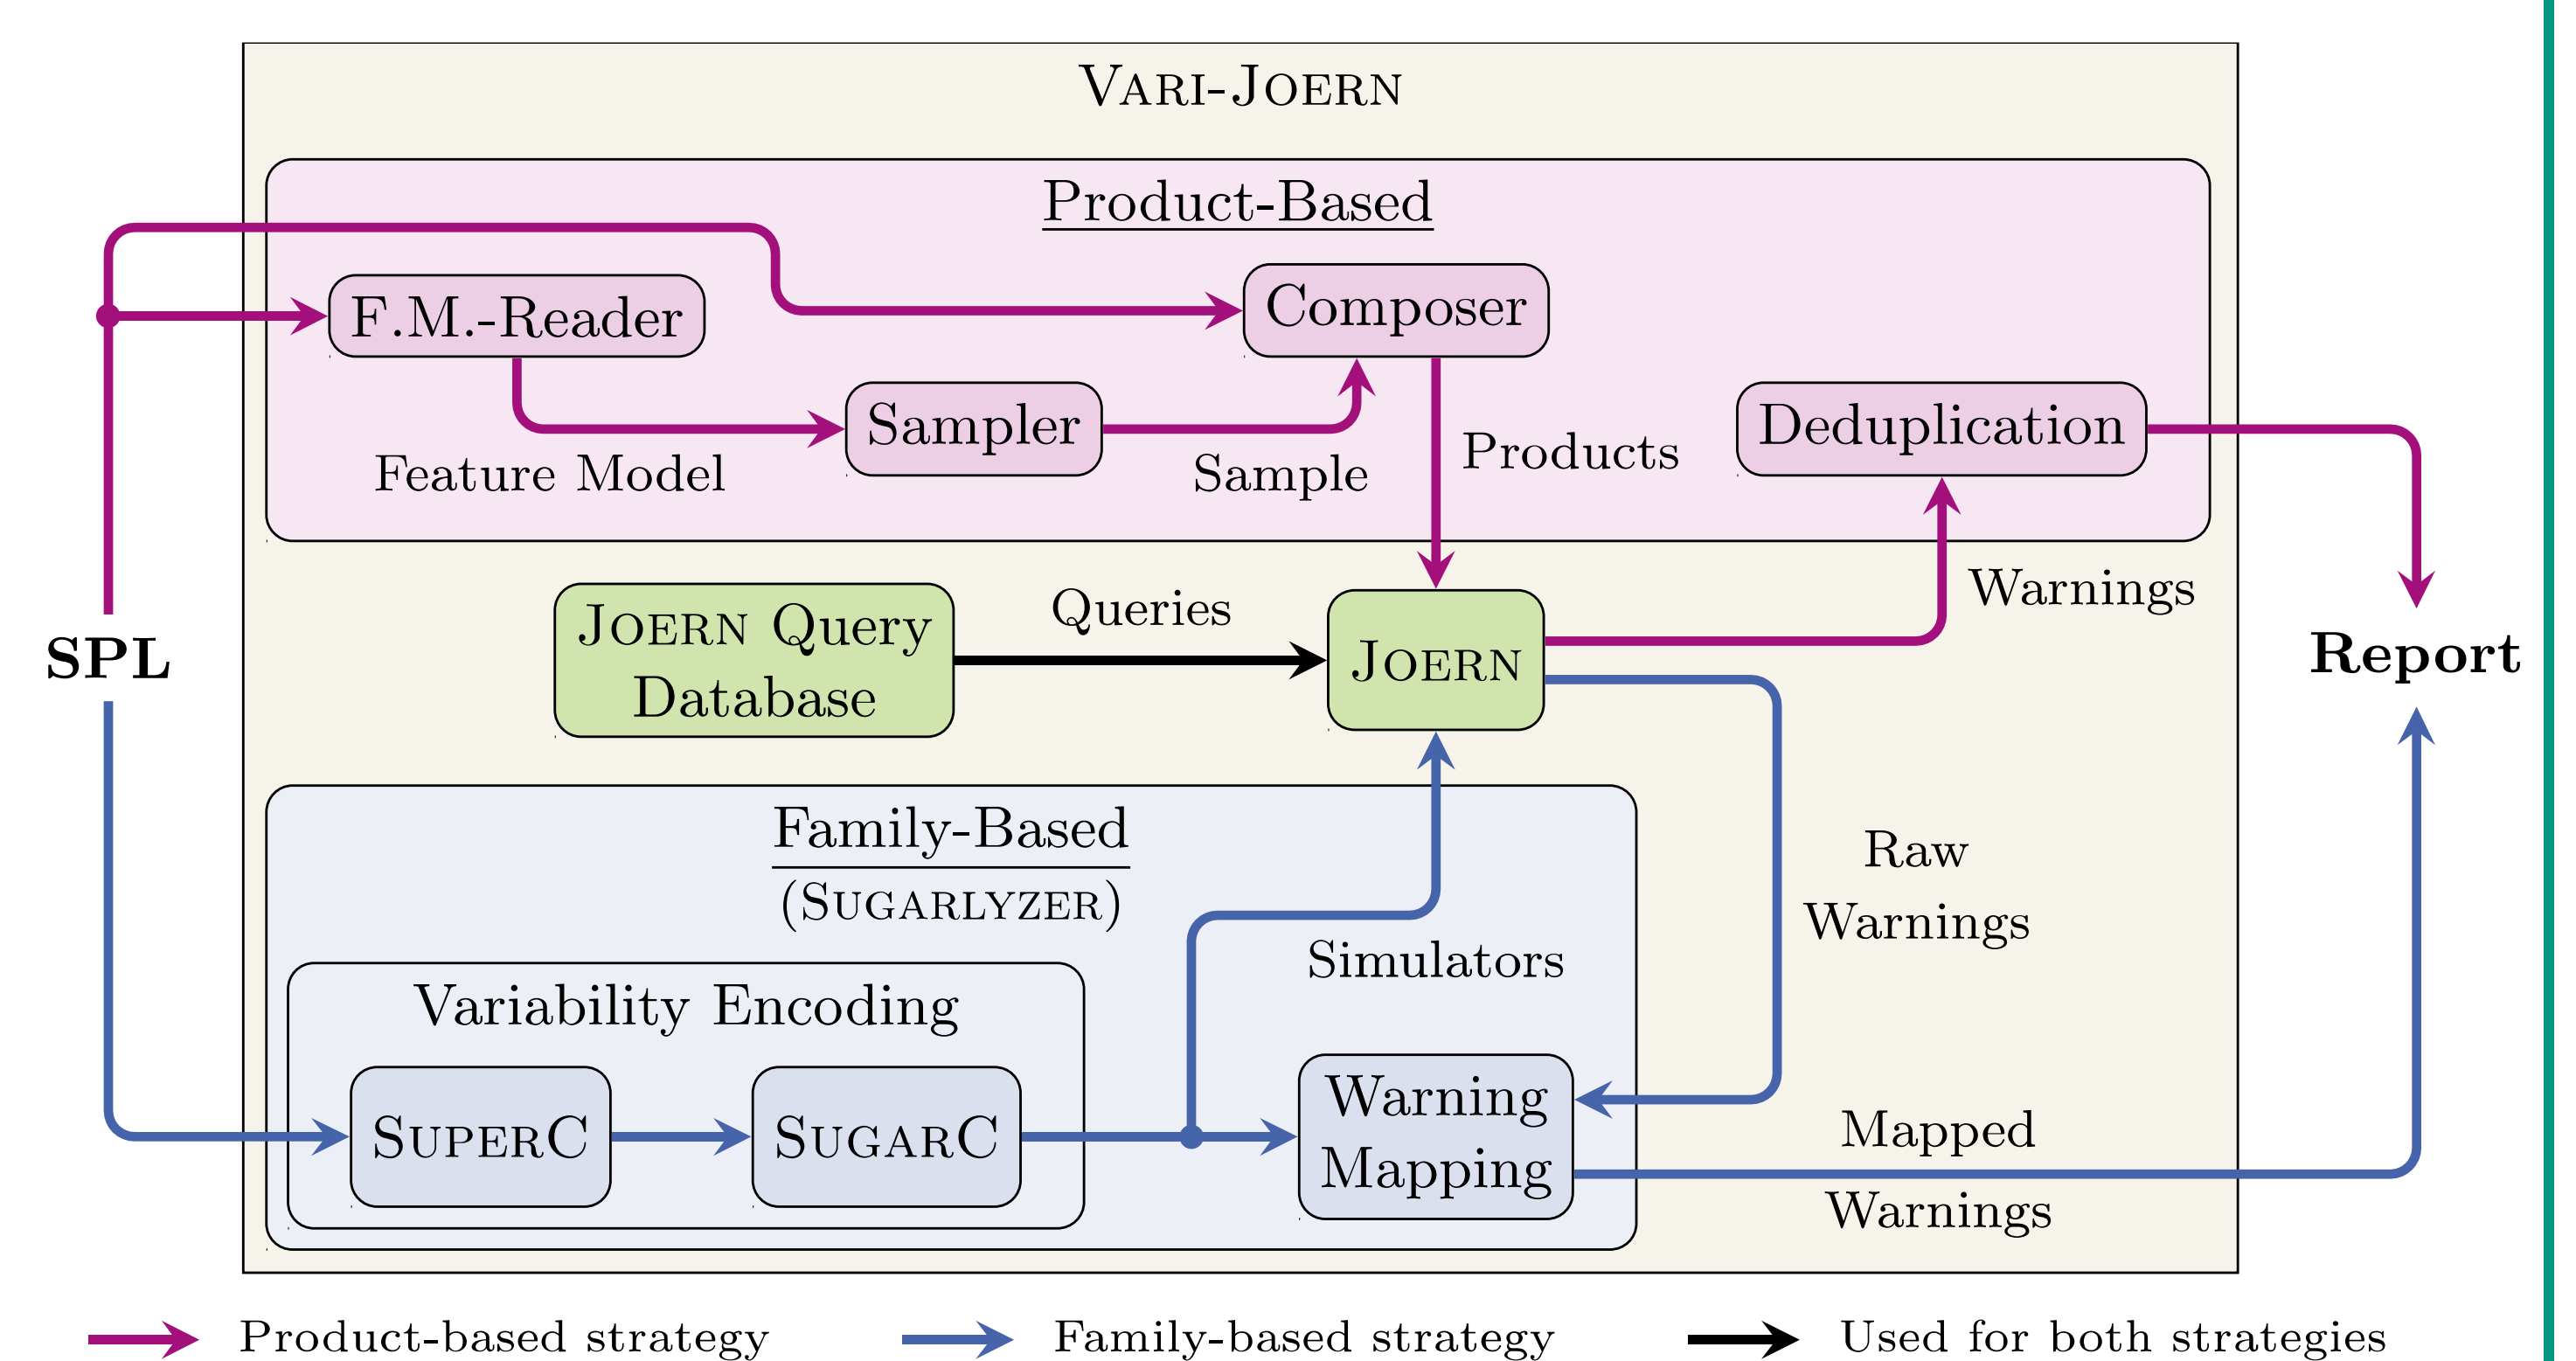 VARI-JOERN
Product-Based
F.M.-Reader
Composer
Sampler
Deduplication
Feature Model
Sample
Products
Warnings
Queries
JOERN Query
Database
JOERN
SPL
Report
Family-Based
(SUGARLYZER)
Raw
Warnings
Simulators
Variability Encoding
SUPERC
SUGARC
Warning
Mapping
Mapped
Warnings
Product-based strategy
Family-based strategy
Used for both strategies